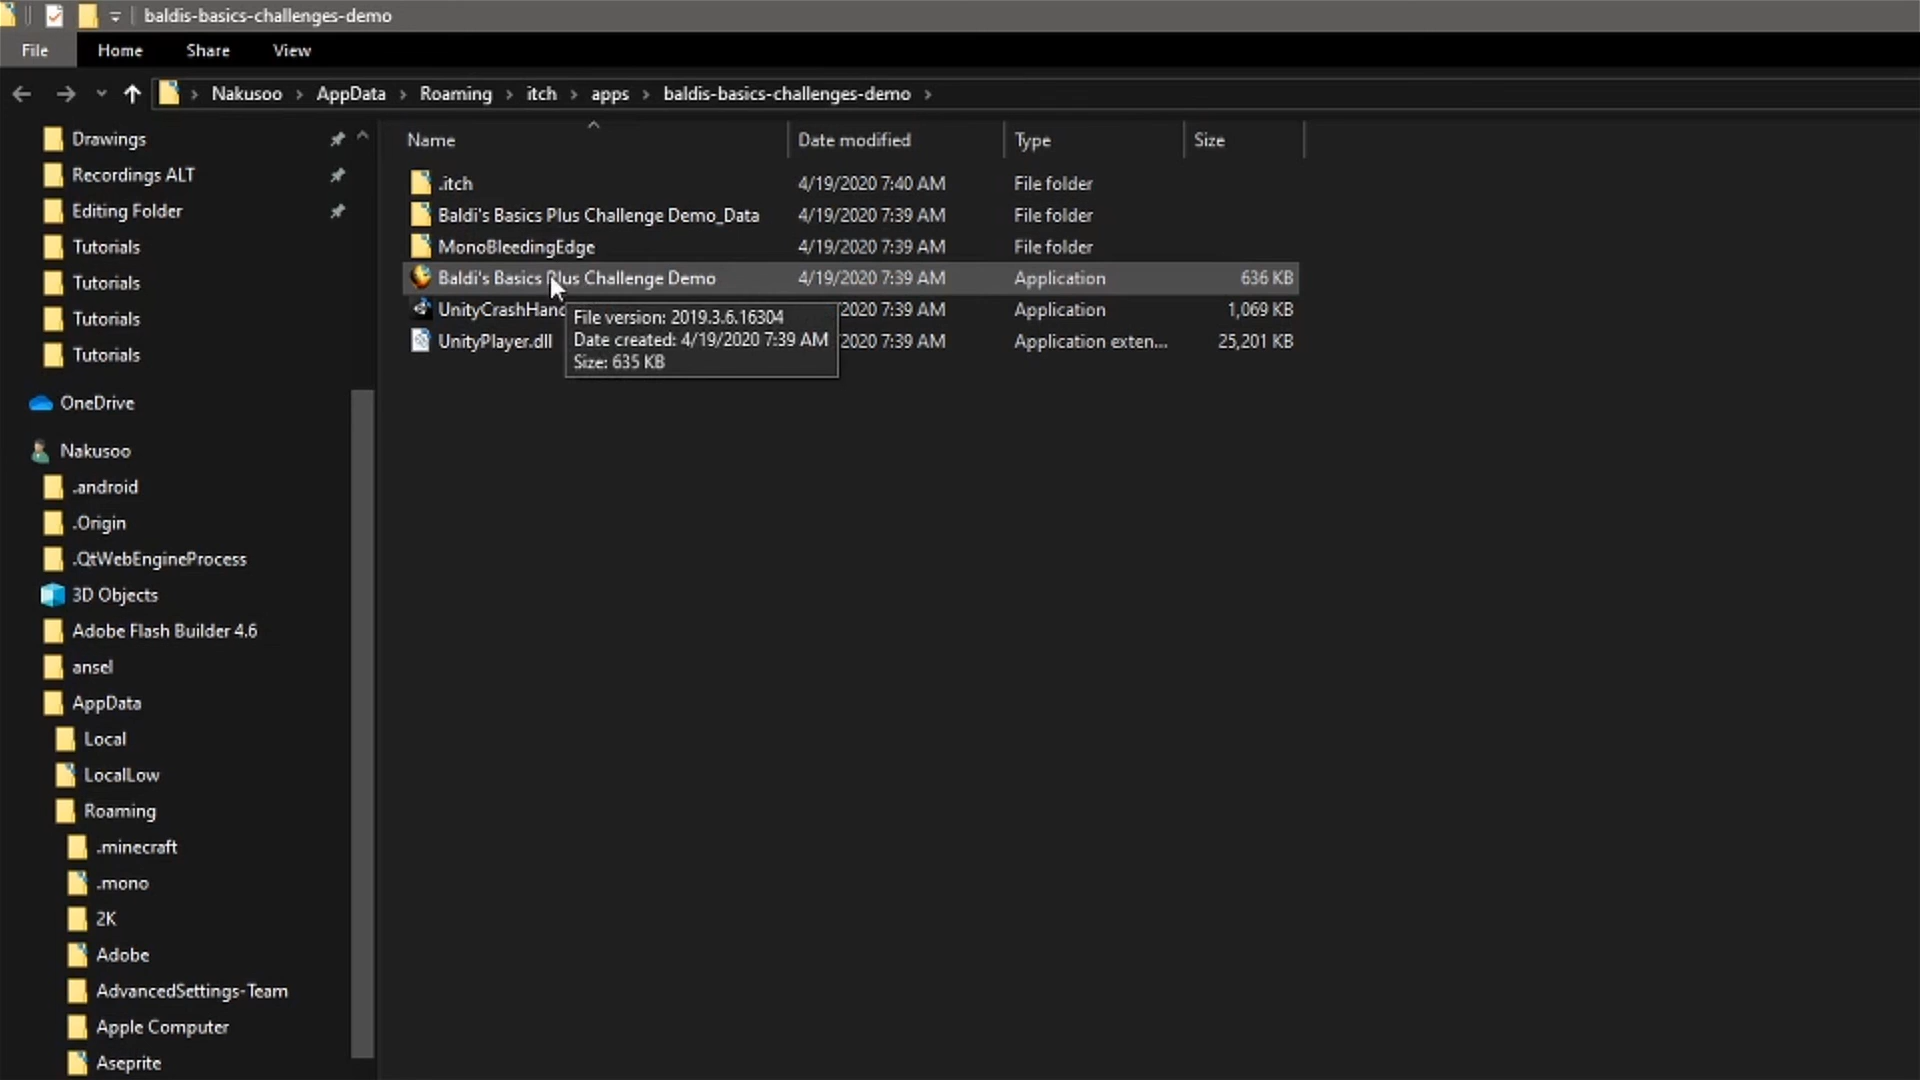 baldis-basics-challenges-demo
File Home Share View
Nakusoo > AppData > Roaming > itch > apps > baldis-basics-challenges-demo >
Name Date modified Type Size
.itch 4/19/2020 7:40 AM File folder
Baldi's Basics Plus Challenge Demo_Data 4/19/2020 7:39 AM File folder
MonoBleedingEdge 4/19/2020 7:39 AM File folder
Baldi's Basics Plus Challenge Demo 4/19/2020 7:39 AM Application 636 KB
UnityCrashHand 2020 7:39 AM Application 1,069 KB
UnityPlayer.dll 2020 7:39 AM Application exten... 25,201 KB
File version: 2019.3.6.16304
Date created: 4/19/2020 7:39 AM
Size: 635 KB
Drawings
Recordings ALT
Editing Folder
Tutorials
Tutorials
Tutorials
Tutorials
OneDrive
Nakusoo
.android
.Origin
.QtWebEngineProcess
3D Objects
Adobe Flash Builder 4.6
ansel
AppData
Local
LocalLow
Roaming
.minecraft
.mono
2K
Adobe
AdvancedSettings-Team
Apple Computer
Aseprite